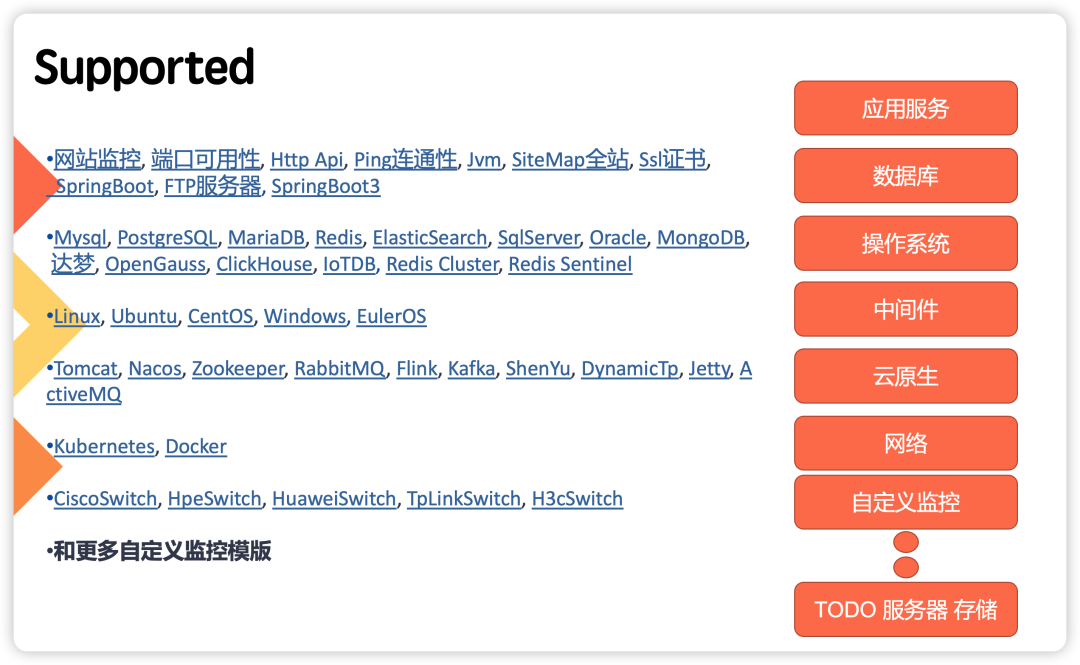 Supported
•网站监控, 端口可用性, Http Api, Ping连通性, Jvm, SiteMap全站, Ssl证书,
SpringBoot, FTP服务器, SpringBoot3
•Mysql, PostgreSQL, MariaDB, Redis, ElasticSearch, SqlServer, Oracle, MongoDB,
达梦, OpenGauss, ClickHouse, IoTDB, Redis Cluster, Redis Sentinel
•Linux, Ubuntu, CentOS, Windows, EulerOS
•Tomcat, Nacos, Zookeeper, RabbitMQ, Flink, Kafka, ShenYu, DynamicTp, Jetty, A
ctiveMQ
•Kubernetes, Docker
•CiscoSwitch, HpeSwitch, HuaweiSwitch, TpLinkSwitch, H3cSwitch
•和更多自定义监控模版
应用服务
数据库
操作系统
中间件
云原生
网络
自定义监控
TODO 服务器 存储